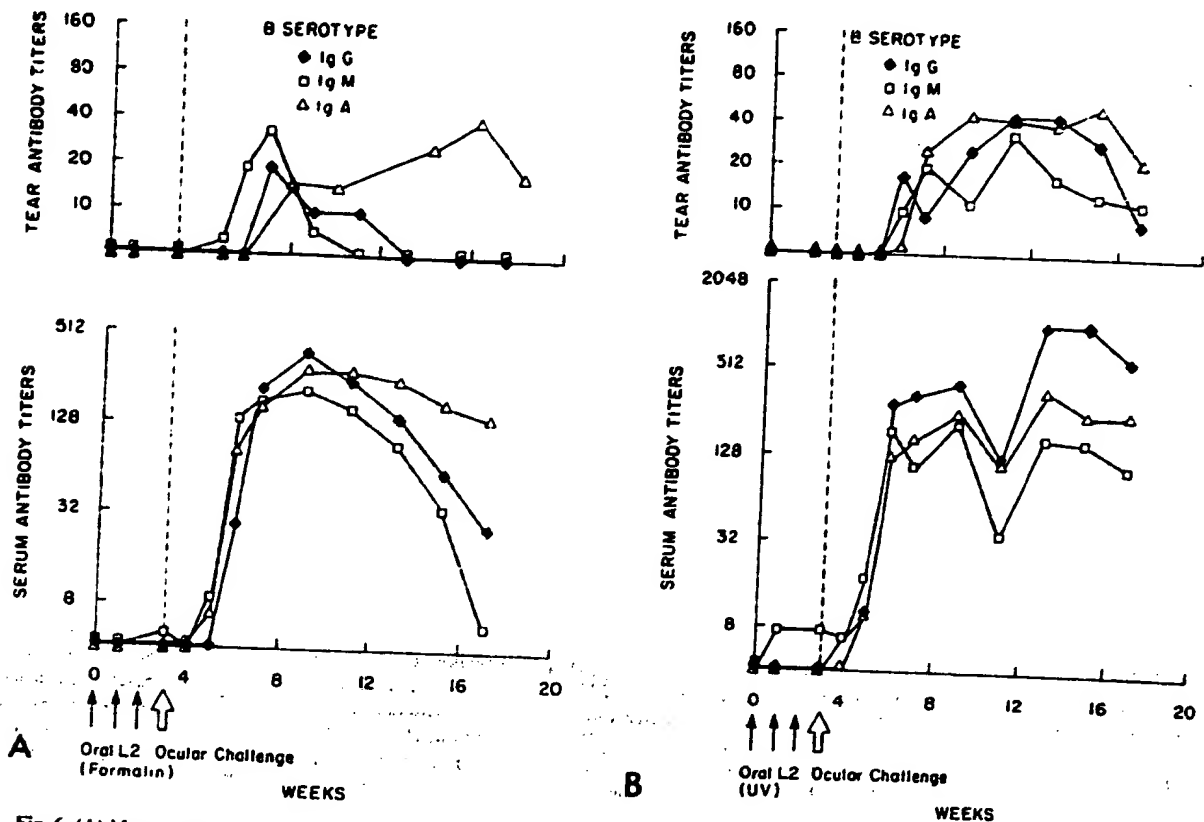 160
80
40
20
10
TEAR ANTIBODY TITERS
B SEROTYPE
Ig G
Ig M
Ig A
512
128
32
8
SERUM ANTIBODY TITERS
0 4 8 12 16 20
Oral L2 Ocular Challenge
(Formalin)
WEEKS
A
160
80
40
20
10
TEAR ANTIBODY TITERS
B SEROTYPE
Ig G
Ig M
Ig A
2048
512
128
32
8
SERUM ANTIBODY TITERS
0 4 8 12 16 20
Oral L2 Ocular Challenge
(UV)
WEEKS
B